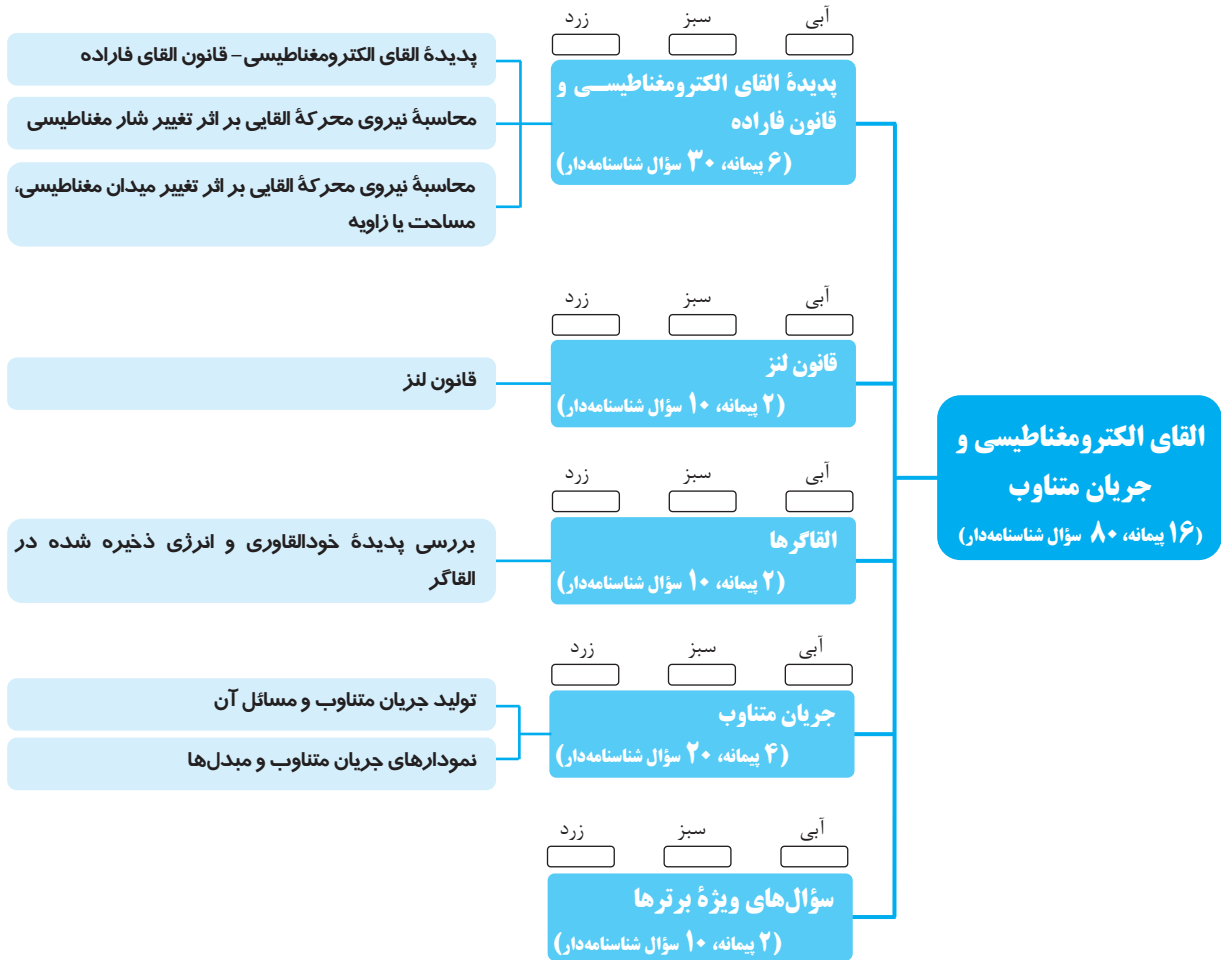 القای الکترومغناطیسی و
جریان متناوب
(۱۶ پیمانه، ۸۰ سؤال شناسنامه‌دار)
آبی سبز زرد
پدیدهٔ القای الکترومغناطیســی و
قانون فاراده
(۶ پیمانه، ۳۰ سؤال شناسنامه‌دار)
پدیدهٔ القای الکترومغناطیسی – قانون القای فاراده
محاسبهٔ نیروی محرکهٔ القایی بر اثر تغییر شار مغناطیسی
محاسبهٔ نیروی محرکهٔ القایی بر اثر تغییر میدان مغناطیسی،
مساحت یا زاویه
آبی سبز زرد
قانون لنز
(۲ پیمانه، ۱۰ سؤال شناسنامه‌دار)
قانون لنز
آبی سبز زرد
القاگرها
(۲ پیمانه، ۱۰ سؤال شناسنامه‌دار)
بررسی پدیدهٔ خودالقاوری و انرژی ذخیره شده در
القاگر
آبی سبز زرد
جریان متناوب
(۴ پیمانه، ۲۰ سؤال شناسنامه‌دار)
تولید جریان متناوب و مسائل آن
نمودارهای جریان متناوب و مبدل‌ها
آبی سبز زرد
سؤال‌های ویژهٔ برترها
(۲ پیمانه، ۱۰ سؤال شناسنامه‌دار)